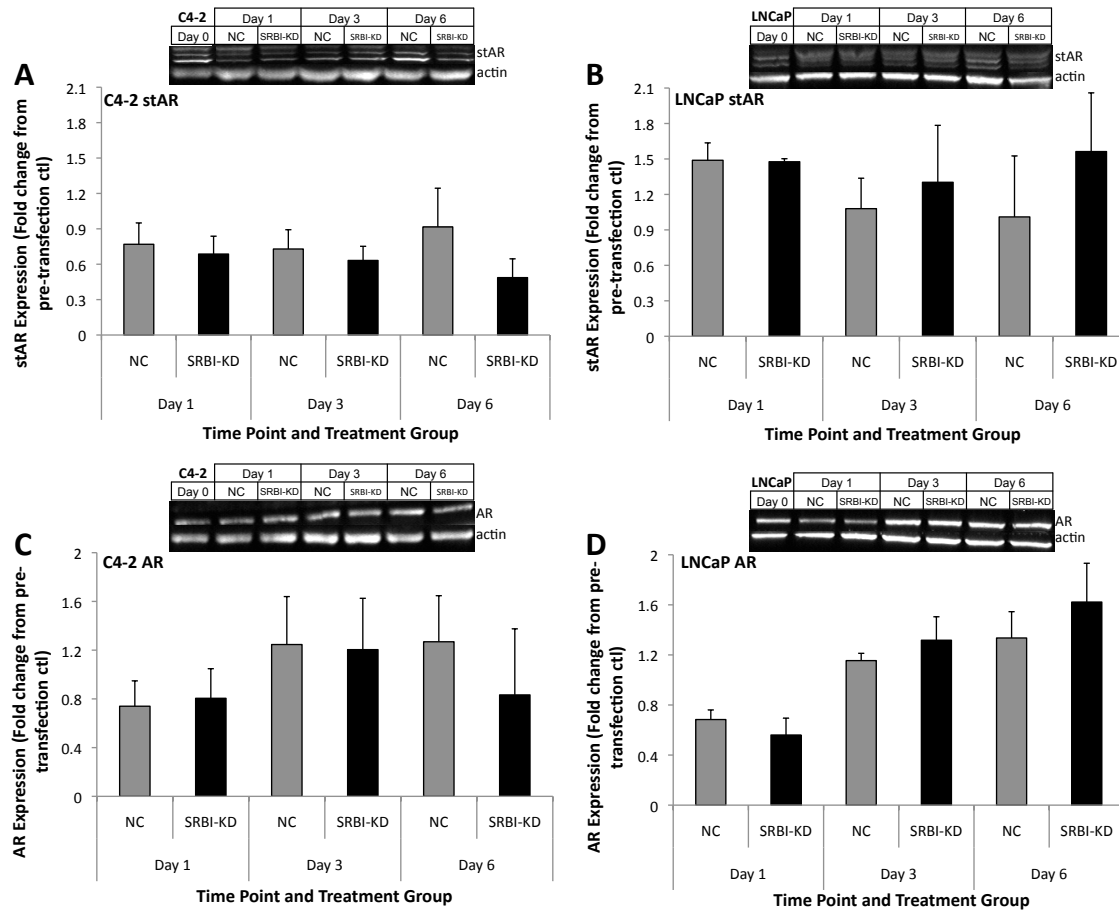 C4-2 Day 1 Day 3 Day 6
Day 0 NC SRBI-KD NC SRBI-KD NC SRBI-KD
stAR
actin
A
C4-2 stAR
stAR Expression (Fold change from
pre-transfection ctl)
2.1
1.8
1.5
1.2
0.9
0.6
0.3
0
NC SRBI-KD NC SRBI-KD NC SRBI-KD
Day 1 Day 3 Day 6
Time Point and Treatment Group
LNCaP Day 1 Day 3 Day 6
Day 0 NC SRBI-KD NC SRBI-KD NC SRBI-KD
stAR
actin
B
LNCaP stAR
stAR Expression (Fold change from
pre-transfection ctl)
2.1
1.8
1.5
1.2
0.9
0.6
0.3
0
NC SRBI-KD NC SRBI-KD NC SRBI-KD
Day 1 Day 3 Day 6
Time Point and Treatment Group
C4-2 Day 1 Day 3 Day 6
Day 0 NC SRBI-KD NC SRBI-KD NC SRBI-KD
AR
actin
C
C4-2 AR
AR Expression (Fold change from pre-
transfection ctl)
2
1.6
1.2
0.8
0.4
0
NC SRBI-KD NC SRBI-KD NC SRBI-KD
Day 1 Day 3 Day 6
Time Point and Treatment Group
LNCaP Day 1 Day 3 Day 6
Day 0 NC SRBI-KD NC SRBI-KD NC SRBI-KD
AR
actin
D
LNCaP AR
AR Expression (Fold change from pre-
transfection ctl)
2
1.6
1.2
0.8
0.4
0
NC SRBI-KD NC SRBI-KD NC SRBI-KD
Day 1 Day 3 Day 6
Time Point and Treatment Group